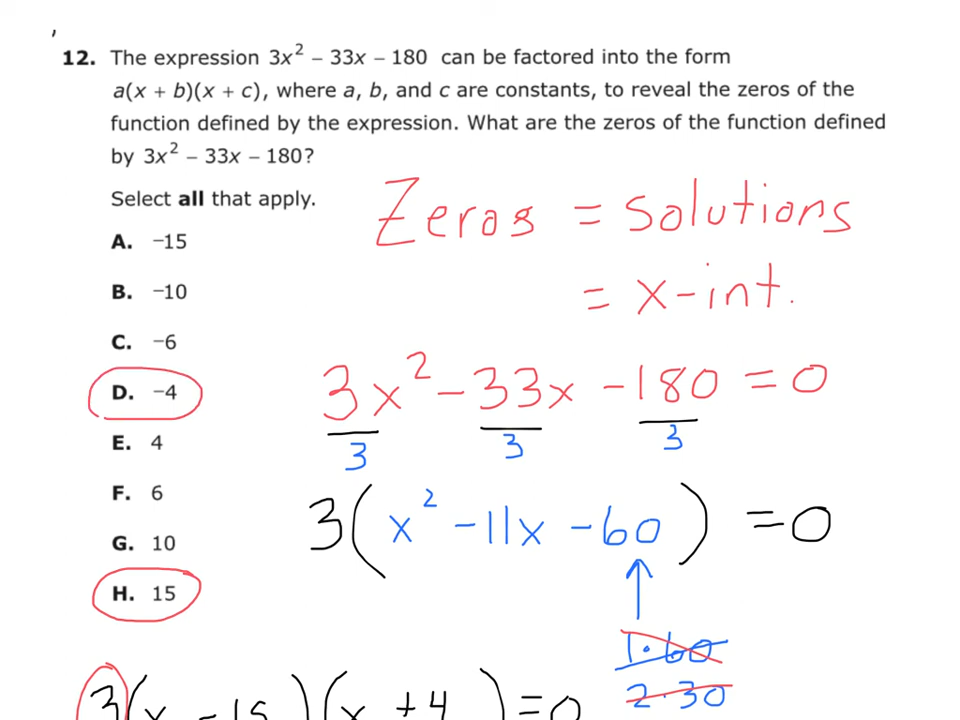 12. The expression 3x² – 33x – 180 can be factored into the form
a(x + b)(x + c), where a, b, and c are constants, to reveal the zeros of the
function defined by the expression. What are the zeros of the function defined
by 3x² – 33x – 180?
Select all that apply.
Zeros = solutions
= x-int.
A. –15
B. –10
C. –6
D. –4
E. 4
F. 6
G. 10
H. 15
3x² – 33x – 180 = 0
3 3 3
3(x² – 11x – 60) = 0
1·60
2·30
3(x – 15)(x + 4) = 0